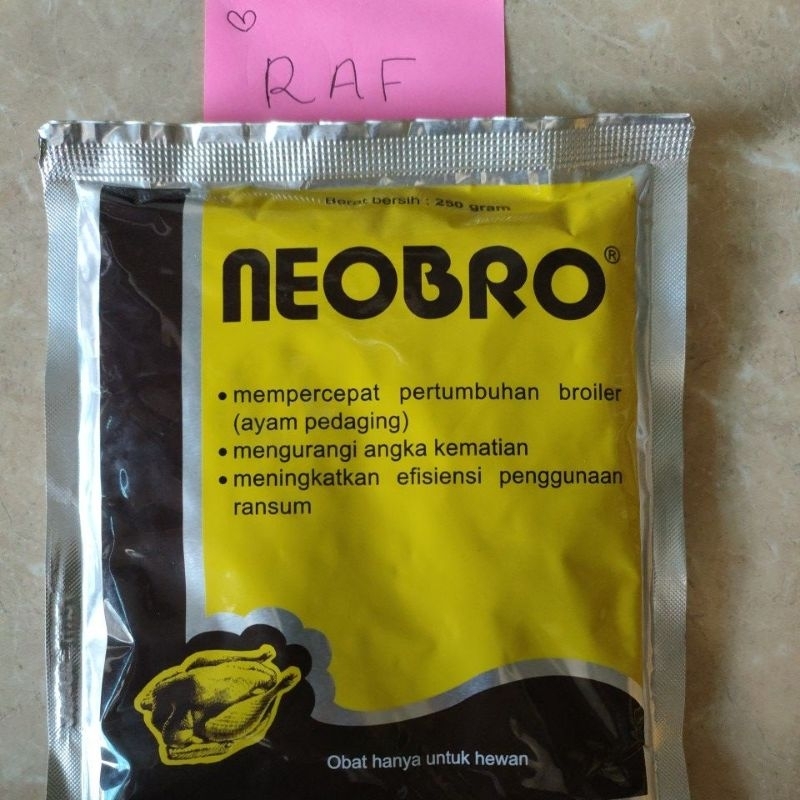 RAF
Berat bersih : 250 gram
NEOBRO®
• mempercepat pertumbuhan broiler
(ayam pedaging)
• mengurangi angka kematian
• meningkatkan efisiensi penggunaan
ransum
Obat hanya untuk hewan